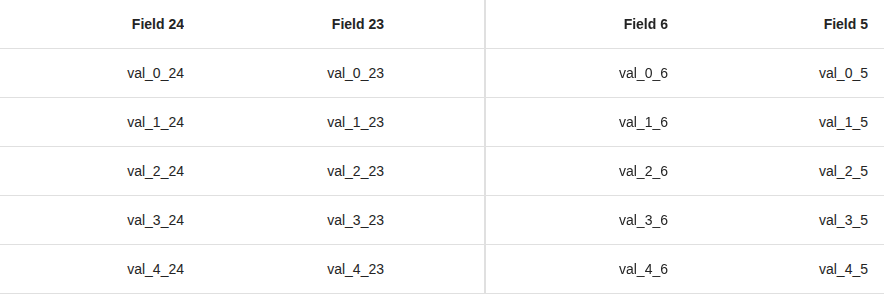 Field 24 Field 23 Field 6 Field 5
val_0_24 val_0_23 val_0_6 val_0_5
val_1_24 val_1_23 val_1_6 val_1_5
val_2_24 val_2_23 val_2_6 val_2_5
val_3_24 val_3_23 val_3_6 val_3_5
val_4_24 val_4_23 val_4_6 val_4_5